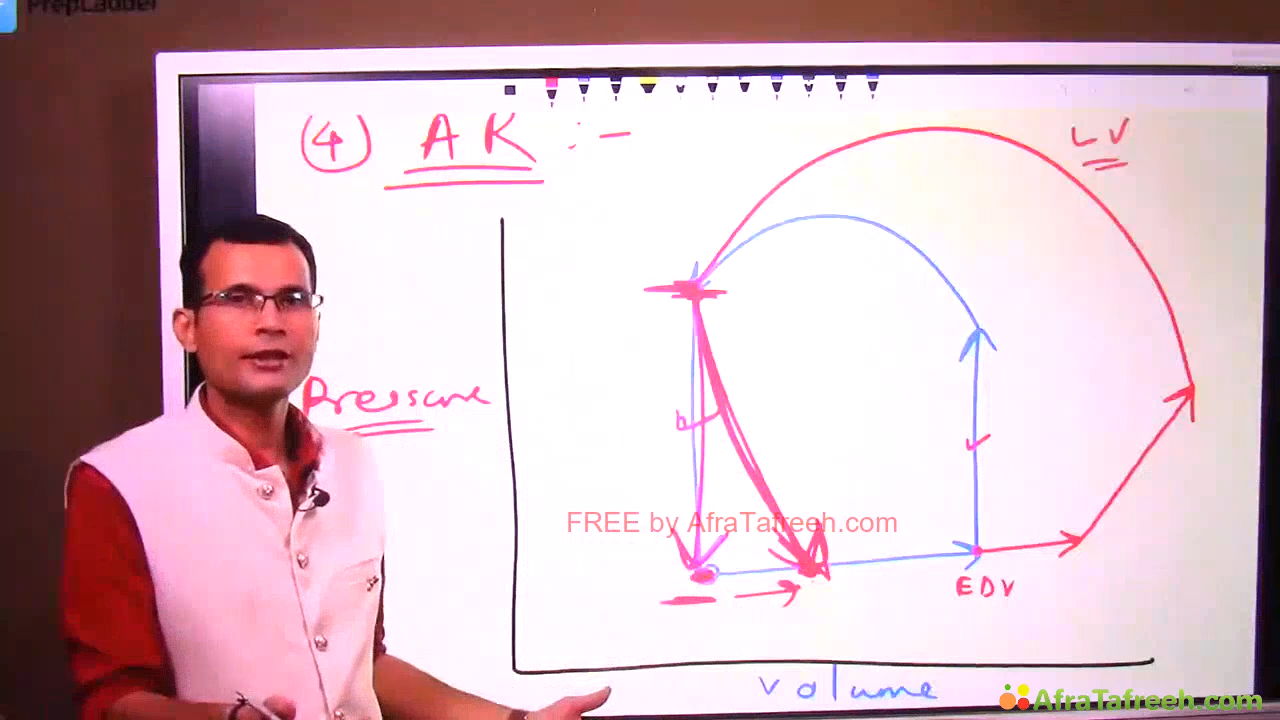 PrepLadder
(4) AK :-
LV
Pressure
b
FREE by AfraTafreeh.com
EDV
volume
AfraTafreeh.com